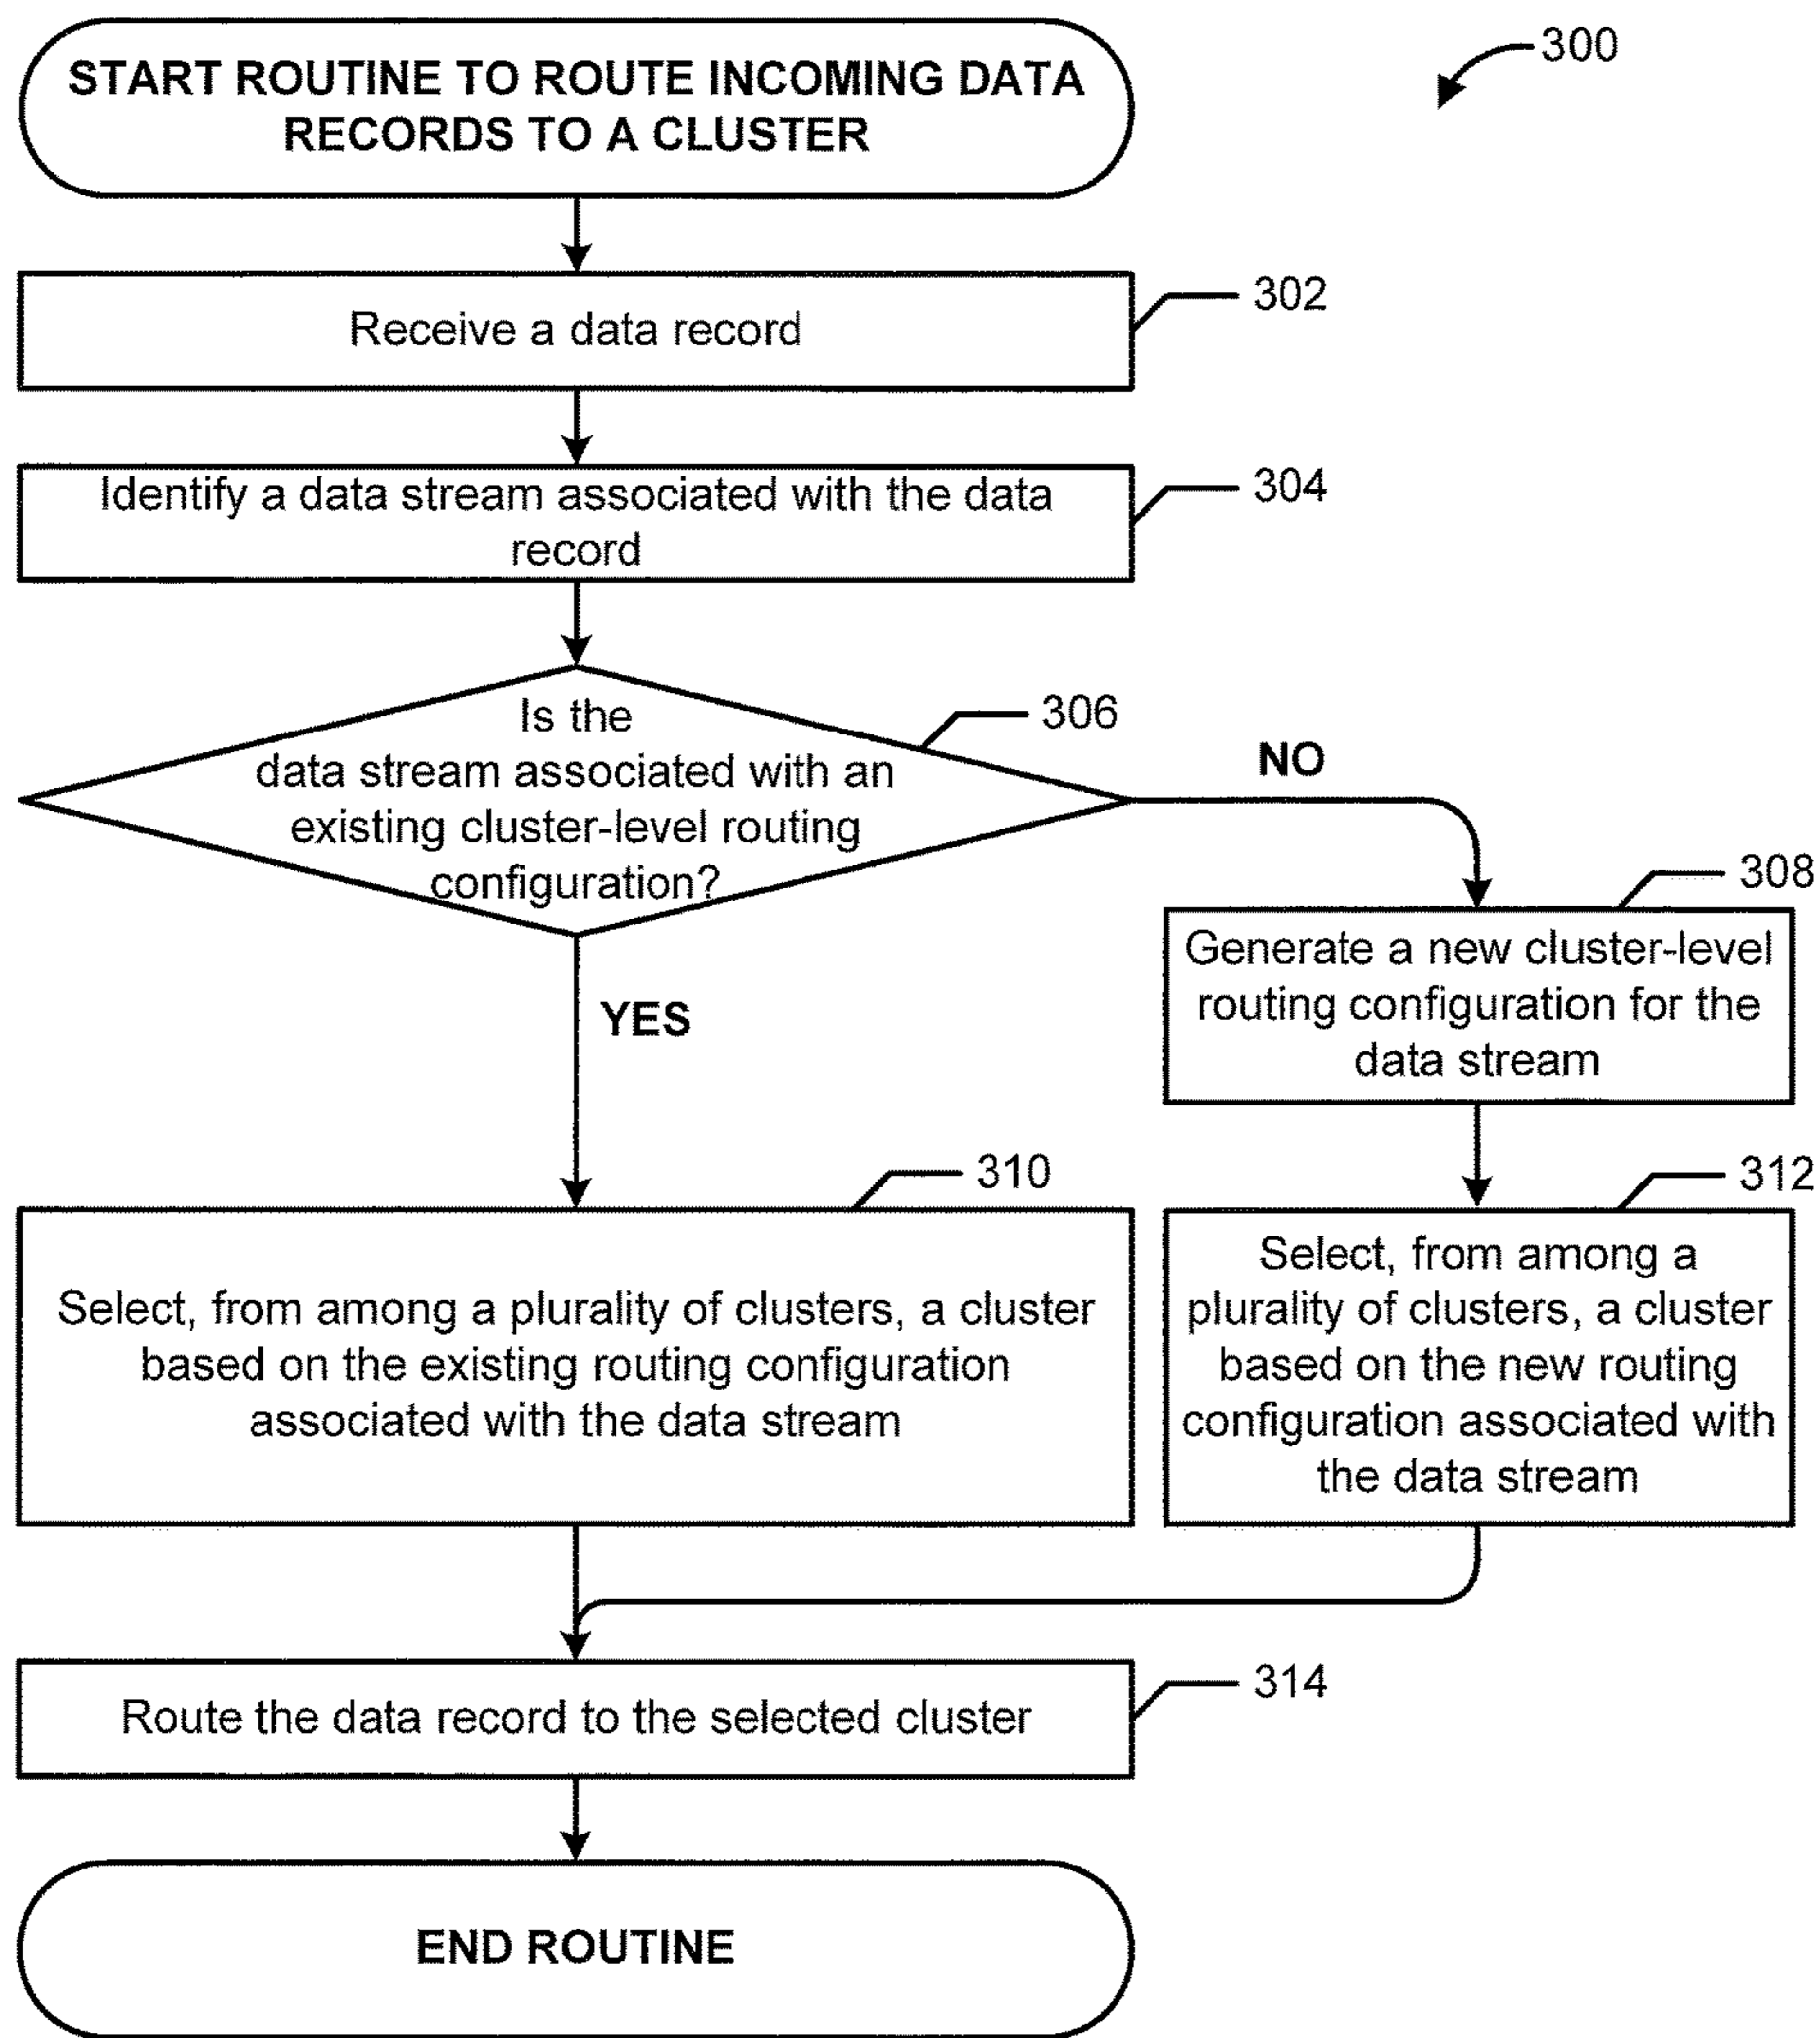 START ROUTINE TO ROUTE INCOMING DATA
RECORDS TO A CLUSTER
300
Receive a data record
302
Identify a data stream associated with the data
record
304
Is the
data stream associated with an
existing cluster-level routing
configuration?
306
NO
YES
308
Generate a new cluster-level
routing configuration for the
data stream
310
Select, from among a plurality of clusters, a cluster
based on the existing routing configuration
associated with the data stream
312
Select, from among a
plurality of clusters, a cluster
based on the new routing
configuration associated with
the data stream
Route the data record to the selected cluster
314
END ROUTINE